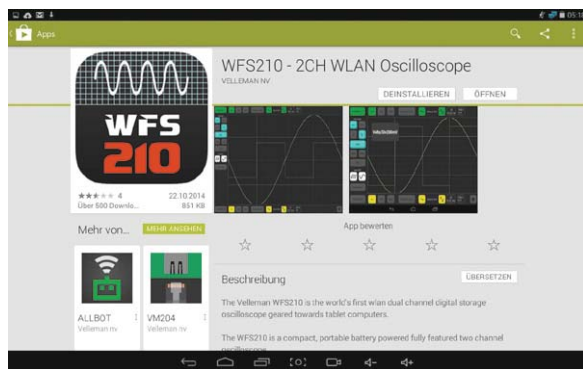 05:16
Apps
WFS210 - 2CH WLAN Oscilloscope
VELLEMAN NV
DEINSTALLIEREN
ÖFFNEN
WFS
210
4
22.10.2014
Über 500 Downlo...
851 KB
App bewerten
Mehr von...
MEHR ANSEHEN
ALLBOT
Velleman nv
VM204
Velleman nv
Beschreibung
ÜBERSETZEN
The Velleman WFS210 is the world's first wlan dual channel digital storage
oscilloscope geared towards tablet computers.
The WFS210 is a compact, portable battery powered fully featured two channel
oscilloscope.